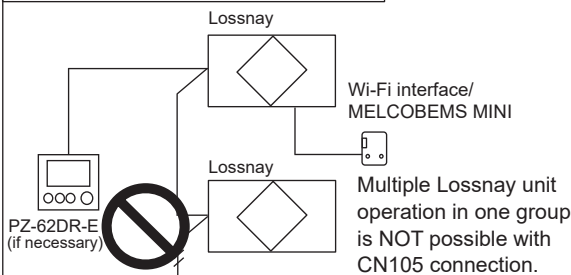 Lossnay
Wi-Fi interface/
MELCOBEMS MINI
Lossnay
PZ-62DR-E
(if necessary)
Multiple Lossnay unit
operation in one group
is NOT possible with
CN105 connection.